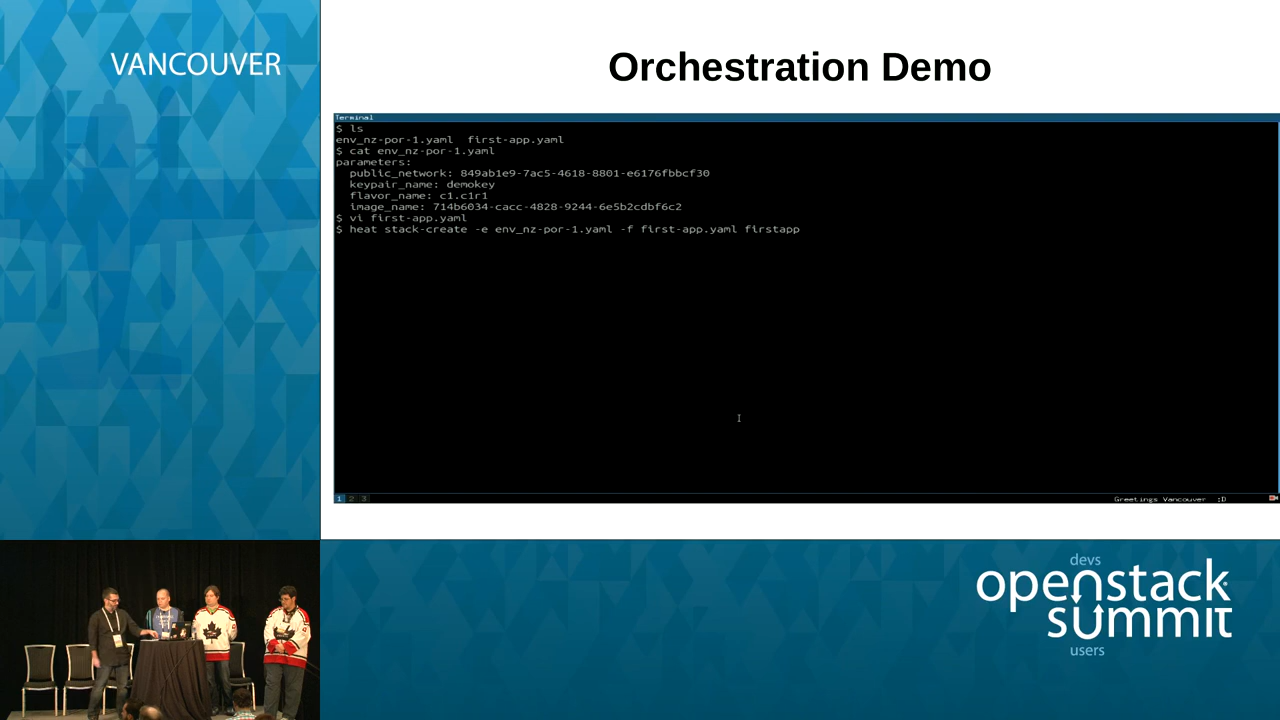 VANCOUVER
Orchestration Demo
Terminal
$ ls
env_nz-por-1.yaml  first-app.yaml
$ cat env_nz-por-1.yaml
parameters:
  public_network: 849ab1e9-7ac5-4618-8801-e6176fbbcf30
  keypair_name: demokey
  flavor_name: c1.c1r1
  image_name: 714b6034-cacc-4828-9244-6e5b2cdbf6c2
$ vi first-app.yaml
$ heat stack-create -e env_nz-por-1.yaml -f first-app.yaml firstapp
1 2 3
Greetings Vancouver  :D
devs
openstack
summit
users